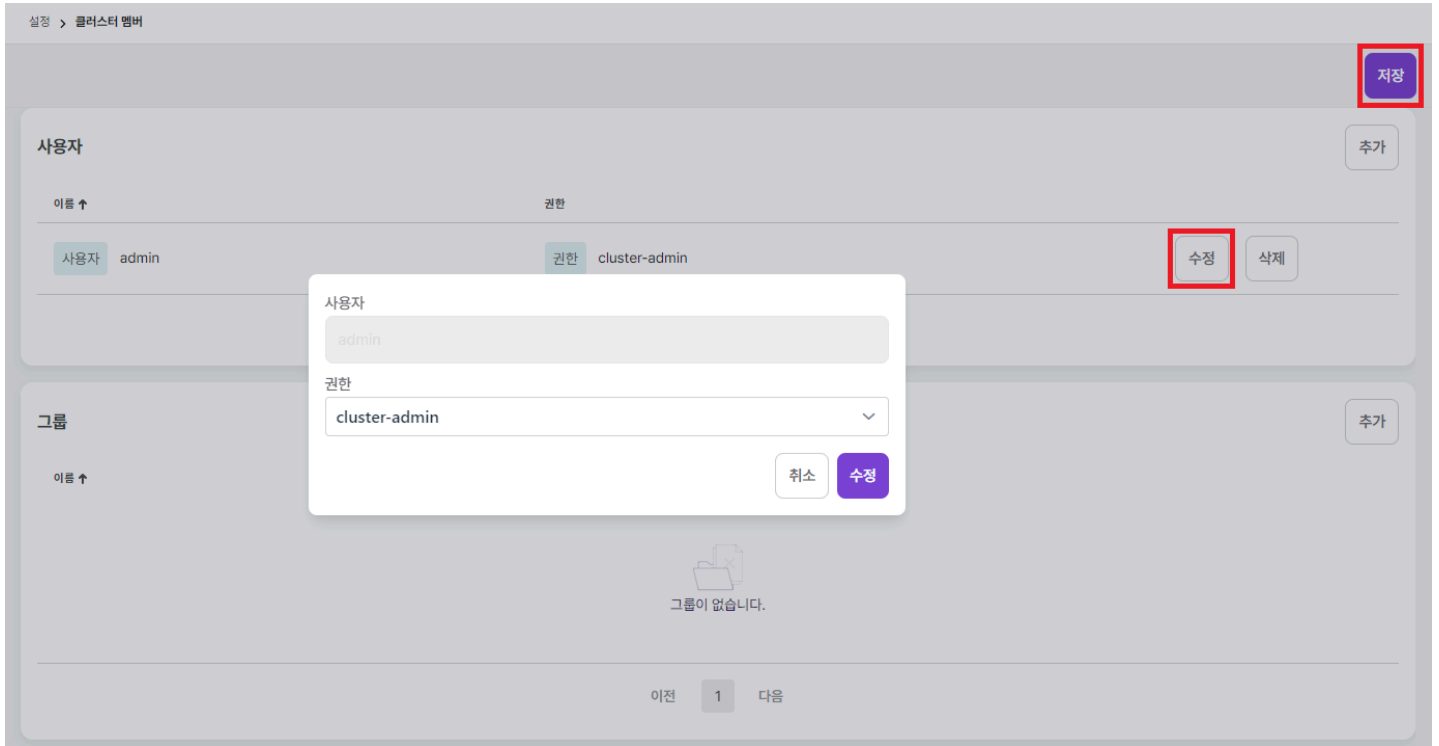 설정 > 클러스터 멤버
저장
사용자 추가
이름 ↑ 권한
사용자 admin 권한 cluster-admin 수정 삭제
사용자
admin
권한
cluster-admin
취소 수정
그룹 추가
이름 ↑
그룹이 없습니다.
이전 1 다음